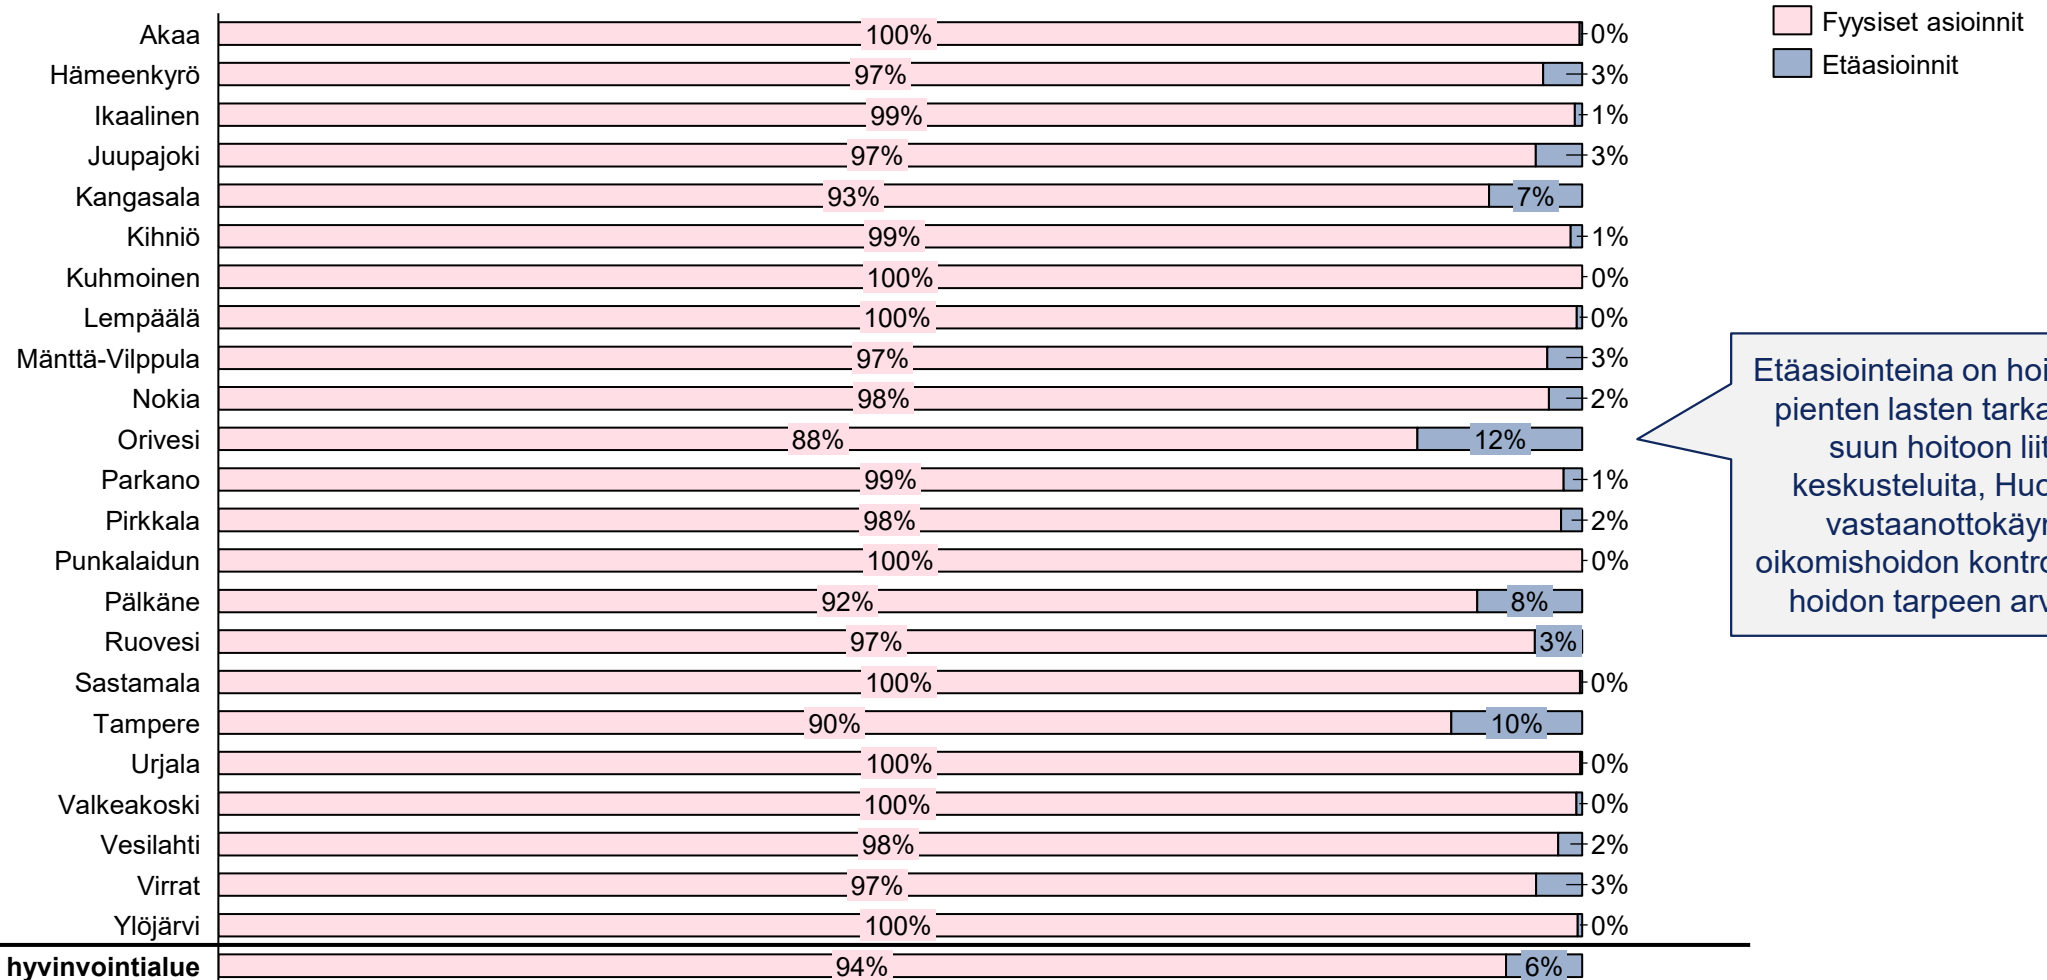 Fyysiset asioinnit
Etäasioinnit
Akaa 100% 0%
Hämeenkyrö 97% 3%
Ikaalinen 99% 1%
Juupajoki 97% 3%
Kangasala 93% 7%
Kihniö 99% 1%
Kuhmoinen 100% 0%
Lempäälä 100% 0%
Mänttä-Vilppula 97% 3%
Nokia 98% 2%
Orivesi 88% 12%
Parkano 99% 1%
Pirkkala 98% 2%
Punkalaidun 100% 0%
Pälkäne 92% 8%
Ruovesi 97% 3%
Sastamala 100% 0%
Tampere 90% 10%
Urjala 100% 0%
Valkeakoski 100% 0%
Vesilahti 98% 2%
Virrat 97% 3%
Ylöjärvi 100% 0%
hyvinvointialue 94% 6%
Etäasiointeina on
pienten lasten
suun hoitoon
keskusteluita,
oikomishoidon
hoidon tarpeen